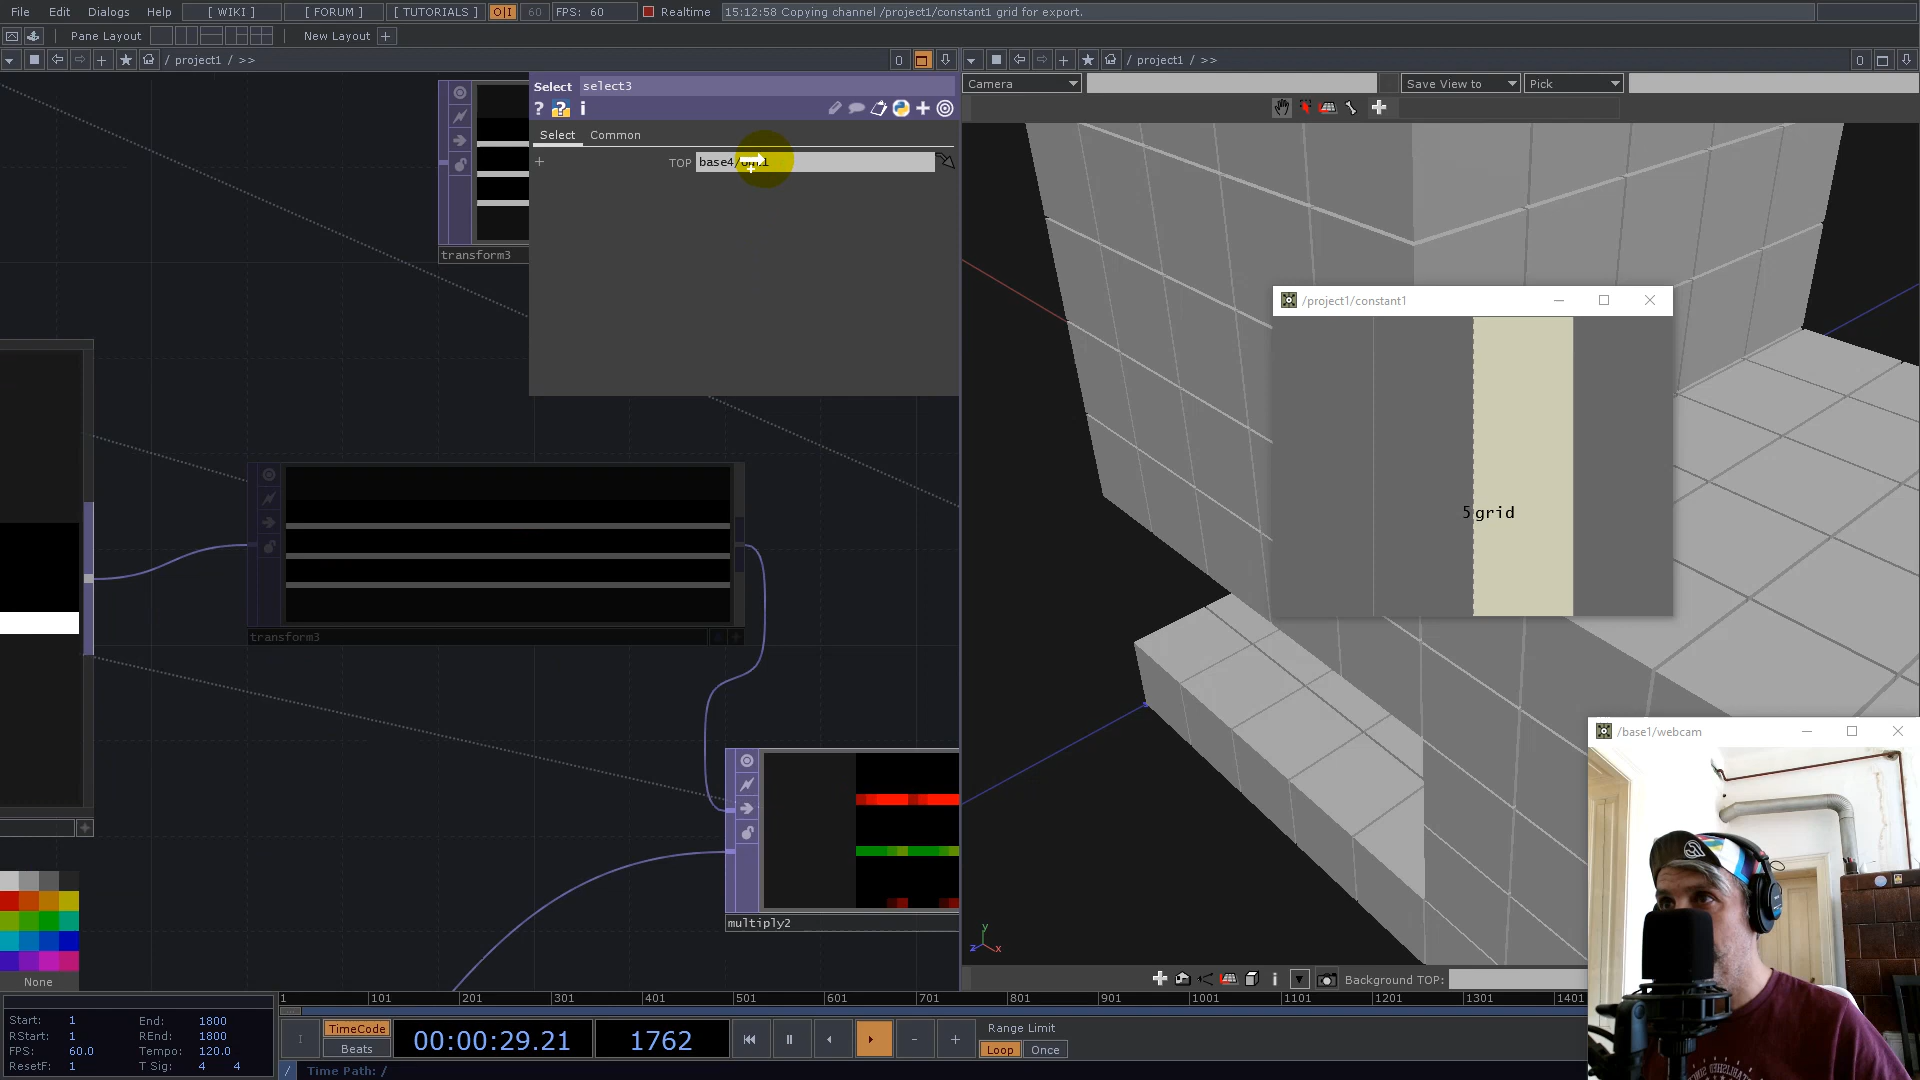 File Edit Dialogs Help [ WIKI ] [ FORUM ] [ TUTORIALS ] O|I 60 FPS: 60 Realtime 15:12:58 Copying channel /project1/constant1 grid for export.
Pane Layout New Layout +
/ project1 / >>
0
/ project1 / >>
0
Camera Save View to Pick
Select select3
? ? i
Select Common
+ TOP base4/
transform3
/project1/constant1
5 grid
transform3
multiply2
None
/base1/webcam
y
z x
i Background TOP:
1 101 201 301 401 501 601 701 801 901 1001 1101 1201 1301 1401
Start: 1 End: 1800
RStart: 1 REnd: 1800
FPS: 60.0 Tempo: 120.0
ResetF: 1 T Sig: 4 4
I TimeCode Beats 00:00:29.21 1762 - +
Range Limit
Loop Once
/ Time Path: /